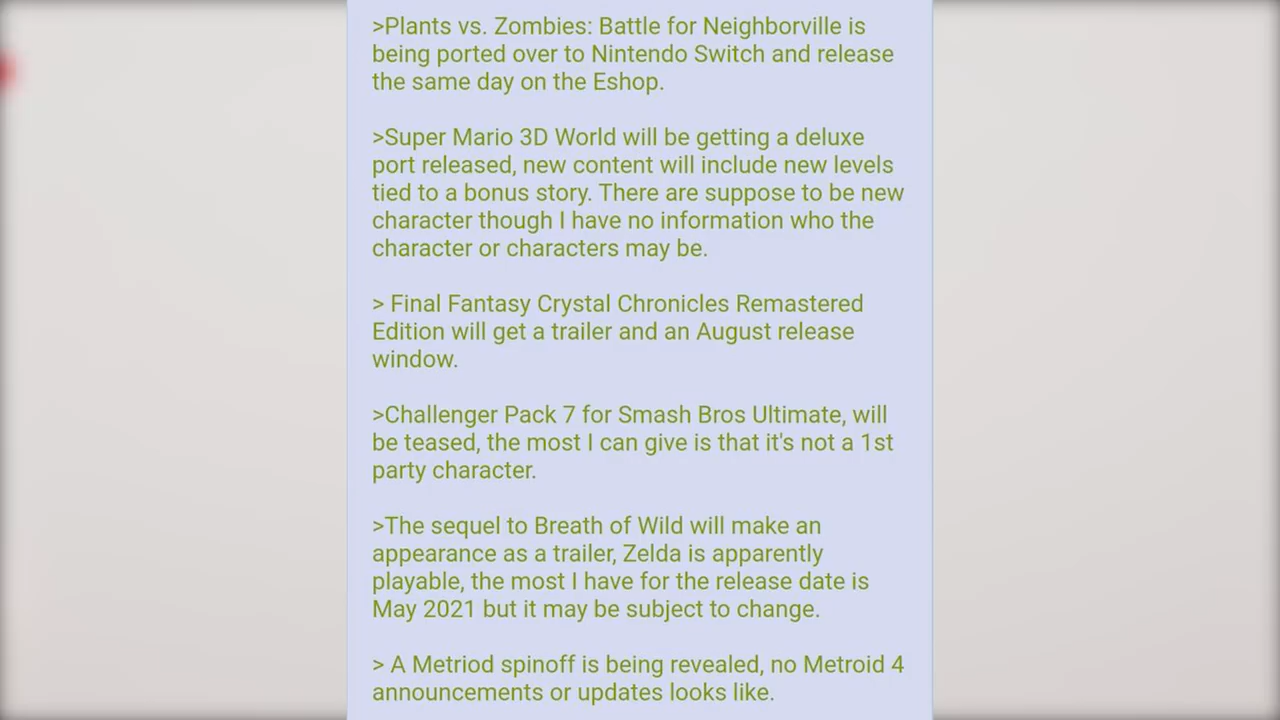 >Plants vs. Zombies: Battle for Neighborville is
being ported over to Nintendo Switch and release
the same day on the Eshop.
>Super Mario 3D World will be getting a deluxe
port released, new content will include new levels
tied to a bonus story. There are suppose to be new
character though I have no information who the
character or characters may be.
> Final Fantasy Crystal Chronicles Remastered
Edition will get a trailer and an August release
window.
>Challenger Pack 7 for Smash Bros Ultimate, will
be teased, the most I can give is that it's not a 1st
party character.
>The sequel to Breath of Wild will make an
appearance as a trailer, Zelda is apparently
playable, the most I have for the release date is
May 2021 but it may be subject to change.
> A Metriod spinoff is being revealed, no Metroid 4
announcements or updates looks like.